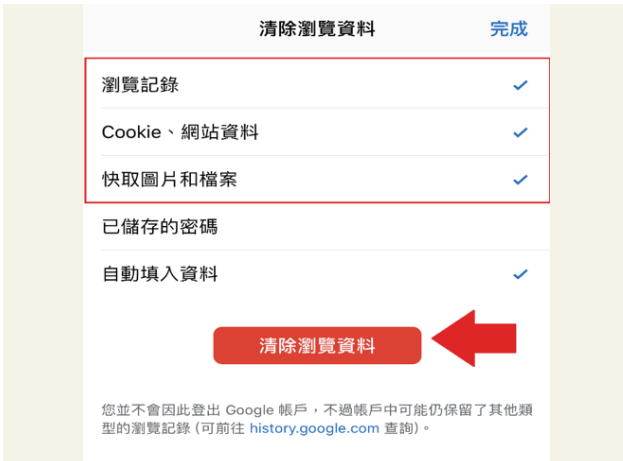 清除瀏覽資料 完成
瀏覽記錄
Cookie、網站資料
快取圖片和檔案
已儲存的密碼
自動填入資料
清除瀏覽資料
您並不會因此登出 Google 帳戶，不過帳戶中可能仍保留了其他類
型的瀏覽記錄 (可前往 history.google.com 查詢)。